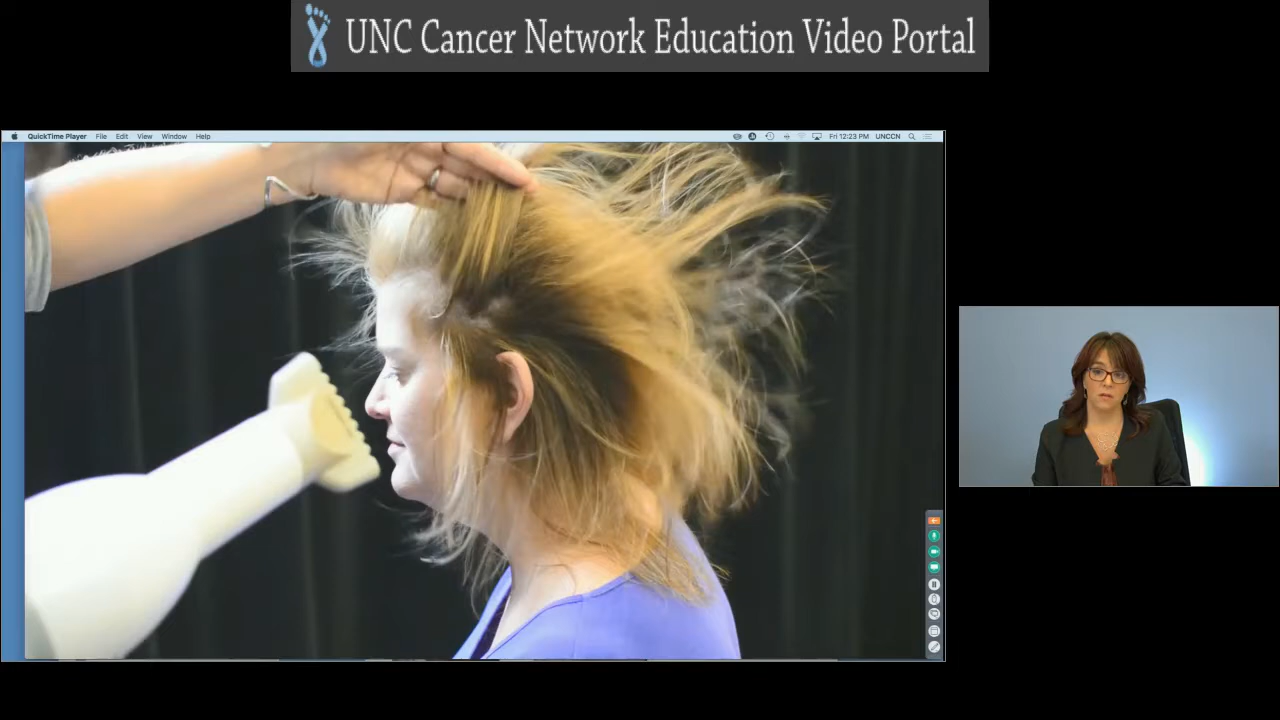 UNC Cancer Network Education Video Portal
QuickTime Player File Edit View Window Help Fri 12:23 PM UNCCN